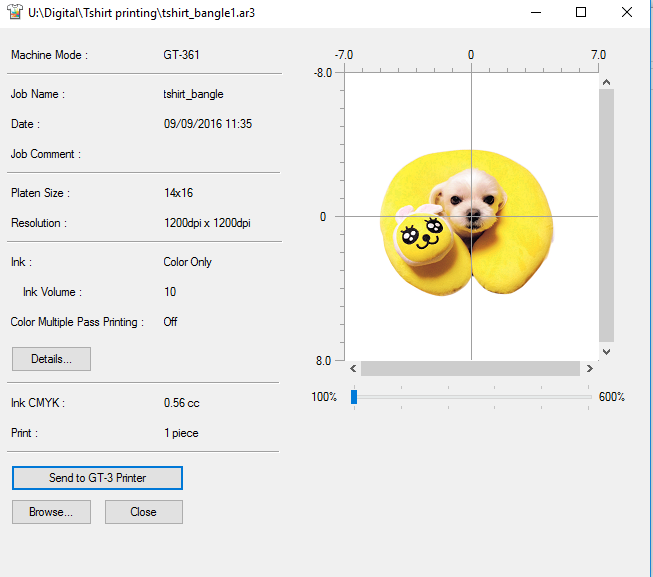 U:\Digital\Tshirt printing\tshirt_bangle1.ar3
Machine Mode : GT-361
Job Name : tshirt_bangle
Date : 09/09/2016 11:35
Job Comment :
Platen Size : 14x16
Resolution : 1200dpi x 1200dpi
Ink : Color Only
Ink Volume : 10
Color Multiple Pass Printing : Off
Details...
Ink CMYK : 0.56 cc
Print : 1 piece
Send to GT-3 Printer
Browse... Close
-7.0 0 7.0
-8.0
0
8.0
100% 600%